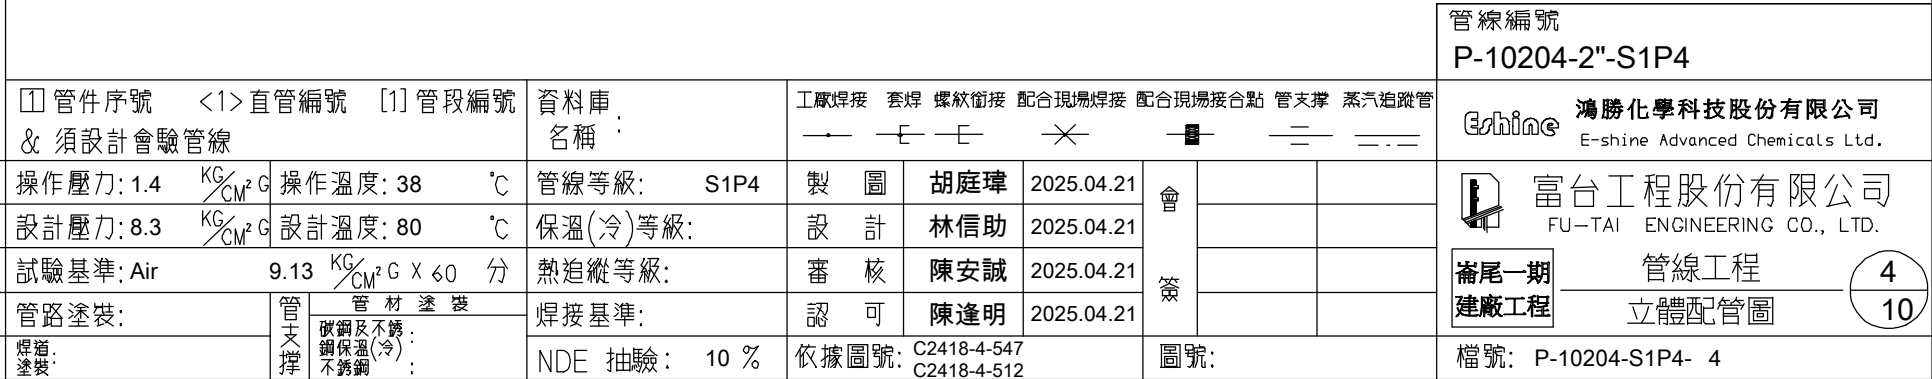 管線編號
P-10204-2"-S1P4
1 管件序號 <1>直管編號 [1]管段編號
& 須設計會驗管線
資料庫名稱:
工廠焊接 套焊 螺紋銜接 配合現場焊接 配合現場接合點 管支撐 蒸汽追蹤管
Eshine 鴻勝化學科技股份有限公司
E-shine Advanced Chemicals Ltd.
操作壓力: 1.4 KG/CM² G 操作溫度: 38 °C 管線等級: S1P4 製圖 胡庭瑋 2025.04.21
設計壓力: 8.3 KG/CM² G 設計溫度: 80 °C 保溫(冷)等級: 設計 林信助 2025.04.21
試驗基準: Air 9.13 KG/CM² G X 60 分 熱追縱等級: 審核 陳安誠 2025.04.21
管路塗裝: 管支撐 管材塗裝 焊接基準: 認可 陳逢明 2025.04.21
會簽
碳鋼及不銹鋼保溫(冷):
不銹鋼 :
焊道塗裝:
NDE 抽驗: 10 %
依據圖號: C2418-4-547
C2418-4-512
圖號:
富台工程股份有限公司
FU-TAI ENGINEERING CO., LTD.
崙尾一期
建廠工程
管線工程
立體配管圖
4
10
檔號: P-10204-S1P4- 4